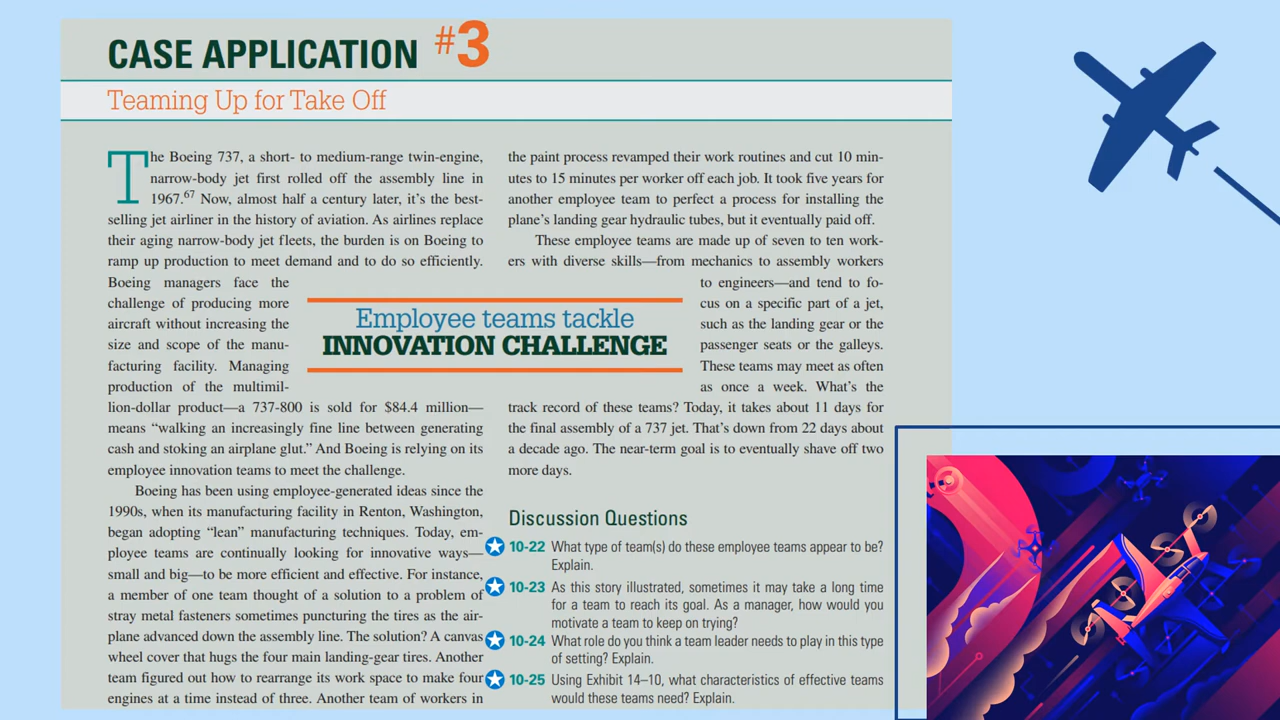 CASE APPLICATION #3
Teaming Up for Take Off
The Boeing 737, a short- to medium-range twin-engine,
narrow-body jet first rolled off the assembly line in
1967.67 Now, almost half a century later, it's the best-
selling jet airliner in the history of aviation. As airlines replace
their aging narrow-body jet fleets, the burden is on Boeing to
ramp up production to meet demand and to do so efficiently.
Boeing managers face the
challenge of producing more
aircraft without increasing the
size and scope of the manu-
facturing facility. Managing
production of the multimil-
lion-dollar product—a 737-800 is sold for $84.4 million—
means “walking an increasingly fine line between generating
cash and stoking an airplane glut.” And Boeing is relying on its
employee innovation teams to meet the challenge.
Boeing has been using employee-generated ideas since the
1990s, when its manufacturing facility in Renton, Washington,
began adopting “lean” manufacturing techniques. Today, em-
ployee teams are continually looking for innovative ways—
small and big—to be more efficient and effective. For instance,
a member of one team thought of a solution to a problem of
stray metal fasteners sometimes puncturing the tires as the air-
plane advanced down the assembly line. The solution? A canvas
wheel cover that hugs the four main landing-gear tires. Another
team figured out how to rearrange its work space to make four
engines at a time instead of three. Another team of workers in
Employee teams tackle
INNOVATION CHALLENGE
the paint process revamped their work routines and cut 10 min-
utes to 15 minutes per worker off each job. It took five years for
another employee team to perfect a process for installing the
plane's landing gear hydraulic tubes, but it eventually paid off.
These employee teams are made up of seven to ten work-
ers with diverse skills—from mechanics to assembly workers
to engineers—and tend to fo-
cus on a specific part of a jet,
such as the landing gear or the
passenger seats or the galleys.
These teams may meet as often
as once a week. What's the
track record of these teams? Today, it takes about 11 days for
the final assembly of a 737 jet. That's down from 22 days about
a decade ago. The near-term goal is to eventually shave off two
more days.
Discussion Questions
10-22 What type of team(s) do these employee teams appear to be?
Explain.
10-23 As this story illustrated, sometimes it may take a long time
for a team to reach its goal. As a manager, how would you
motivate a team to keep on trying?
10-24 What role do you think a team leader needs to play in this type
of setting? Explain.
10-25 Using Exhibit 14–10, what characteristics of effective teams
would these teams need? Explain.